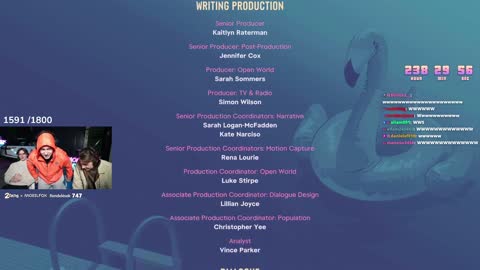 WRITING PRODUCTION
Senior Producer
Kaitlyn Raterman
Senior Producer: Post-Production
Jennifer Cox
Producer: Open World
Sarah Sommers
Producer: TV & Radio
Simon Wilson
Senior Production Coordinators: Narrative
Sarah Logan-McFadden
Kate Narciso
Senior Production Coordinators: Motion Capture
Rena Lourie
Production Coordinator: Open World
Luke Stirpe
Associate Production Coordinator: Dialogue Design
Lillian Joyce
Associate Production Coordinator: Population
Christopher Yee
Analyst
Vince Parker
238 29 56
HOUR MIN SEC
1591 /1800
747